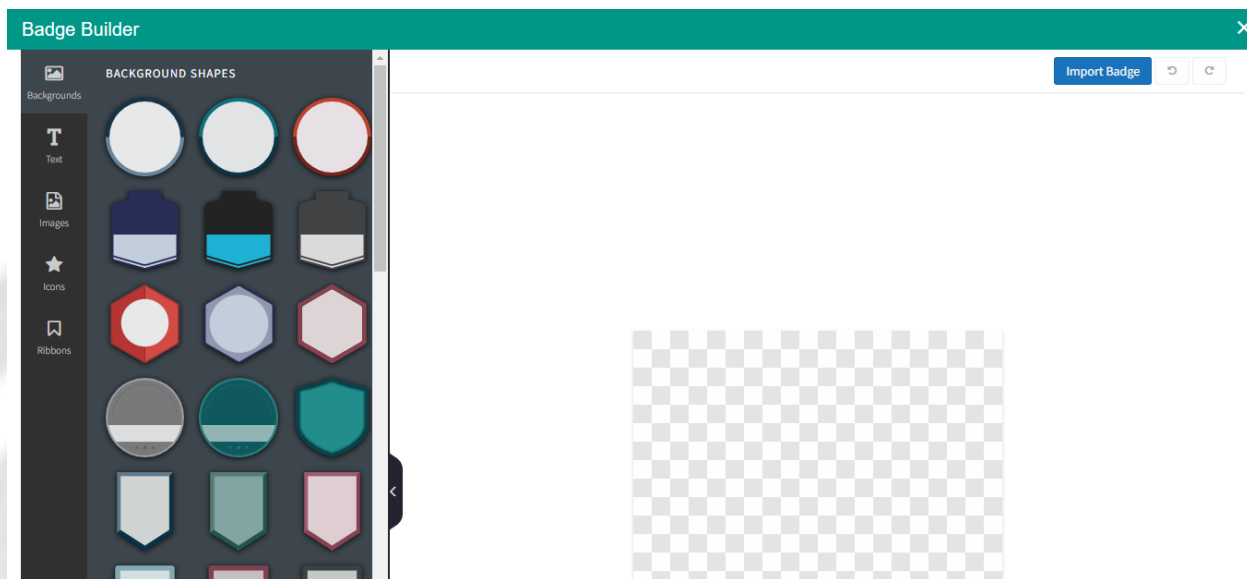 Badge Builder
Backgrounds
Text
Images
Icons
Ribbons
BACKGROUND SHAPES
Import Badge